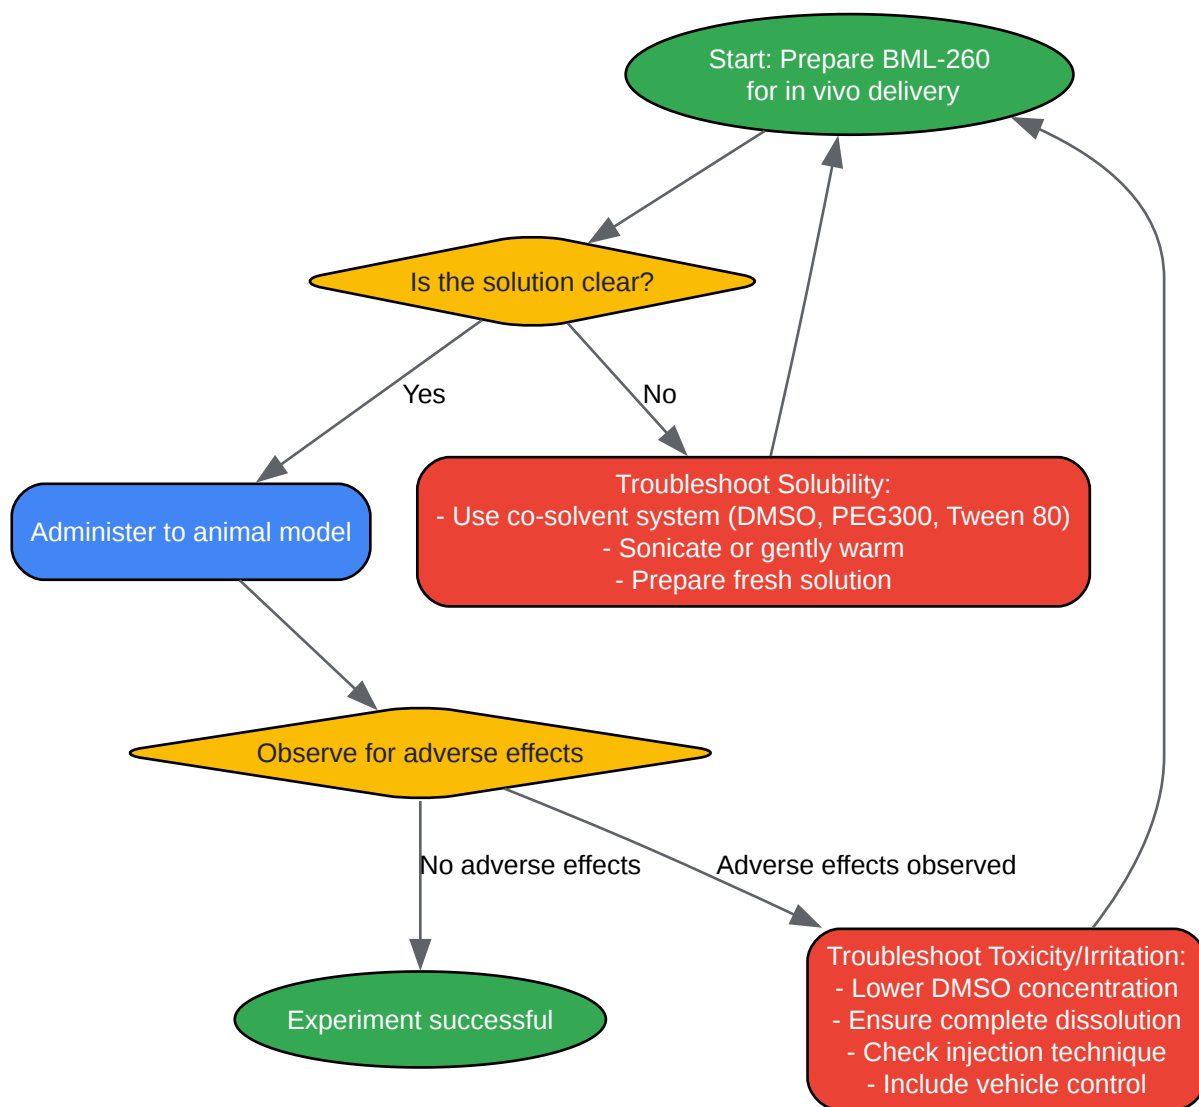 Start: Prepare BML-260
for in vivo delivery
Is the solution clear?
Yes
No
Administer to animal model
Troubleshoot Solubility:
- Use co-solvent system (DMSO, PEG300, Tween 80)
- Sonicate or gently warm
- Prepare fresh solution
Observe for adverse effects
No adverse effects
Adverse effects observed
Experiment successful
Troubleshoot Toxicity/Irritation:
- Lower DMSO concentration
- Ensure complete dissolution
- Check injection technique
- Include vehicle control